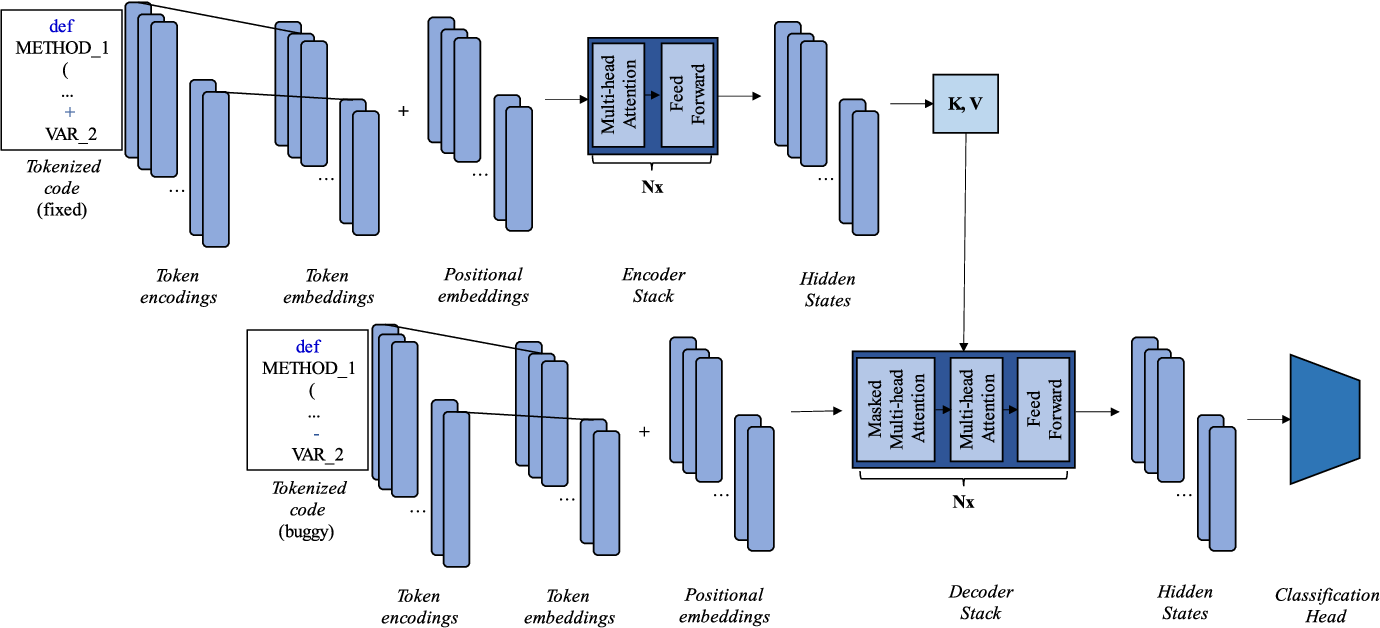 def
METHOD_1
(
...
+
VAR_2
Tokenized
code
(fixed)
...
...
+
...
Multi-head
Attention
Feed
Forward
Nx
...
K, V
Token
encodings
Token
embeddings
Positional
embeddings
Encoder
Stack
Hidden
States
def
METHOD_1
(
...
-
VAR_2
Tokenized
code
(buggy)
...
...
+
...
Masked
Multi-head
Attention
Multi-head
Attention
Feed
Forward
Nx
...
Token
encodings
Token
embeddings
Positional
embeddings
Decoder
Stack
Hidden
States
Classification
Head